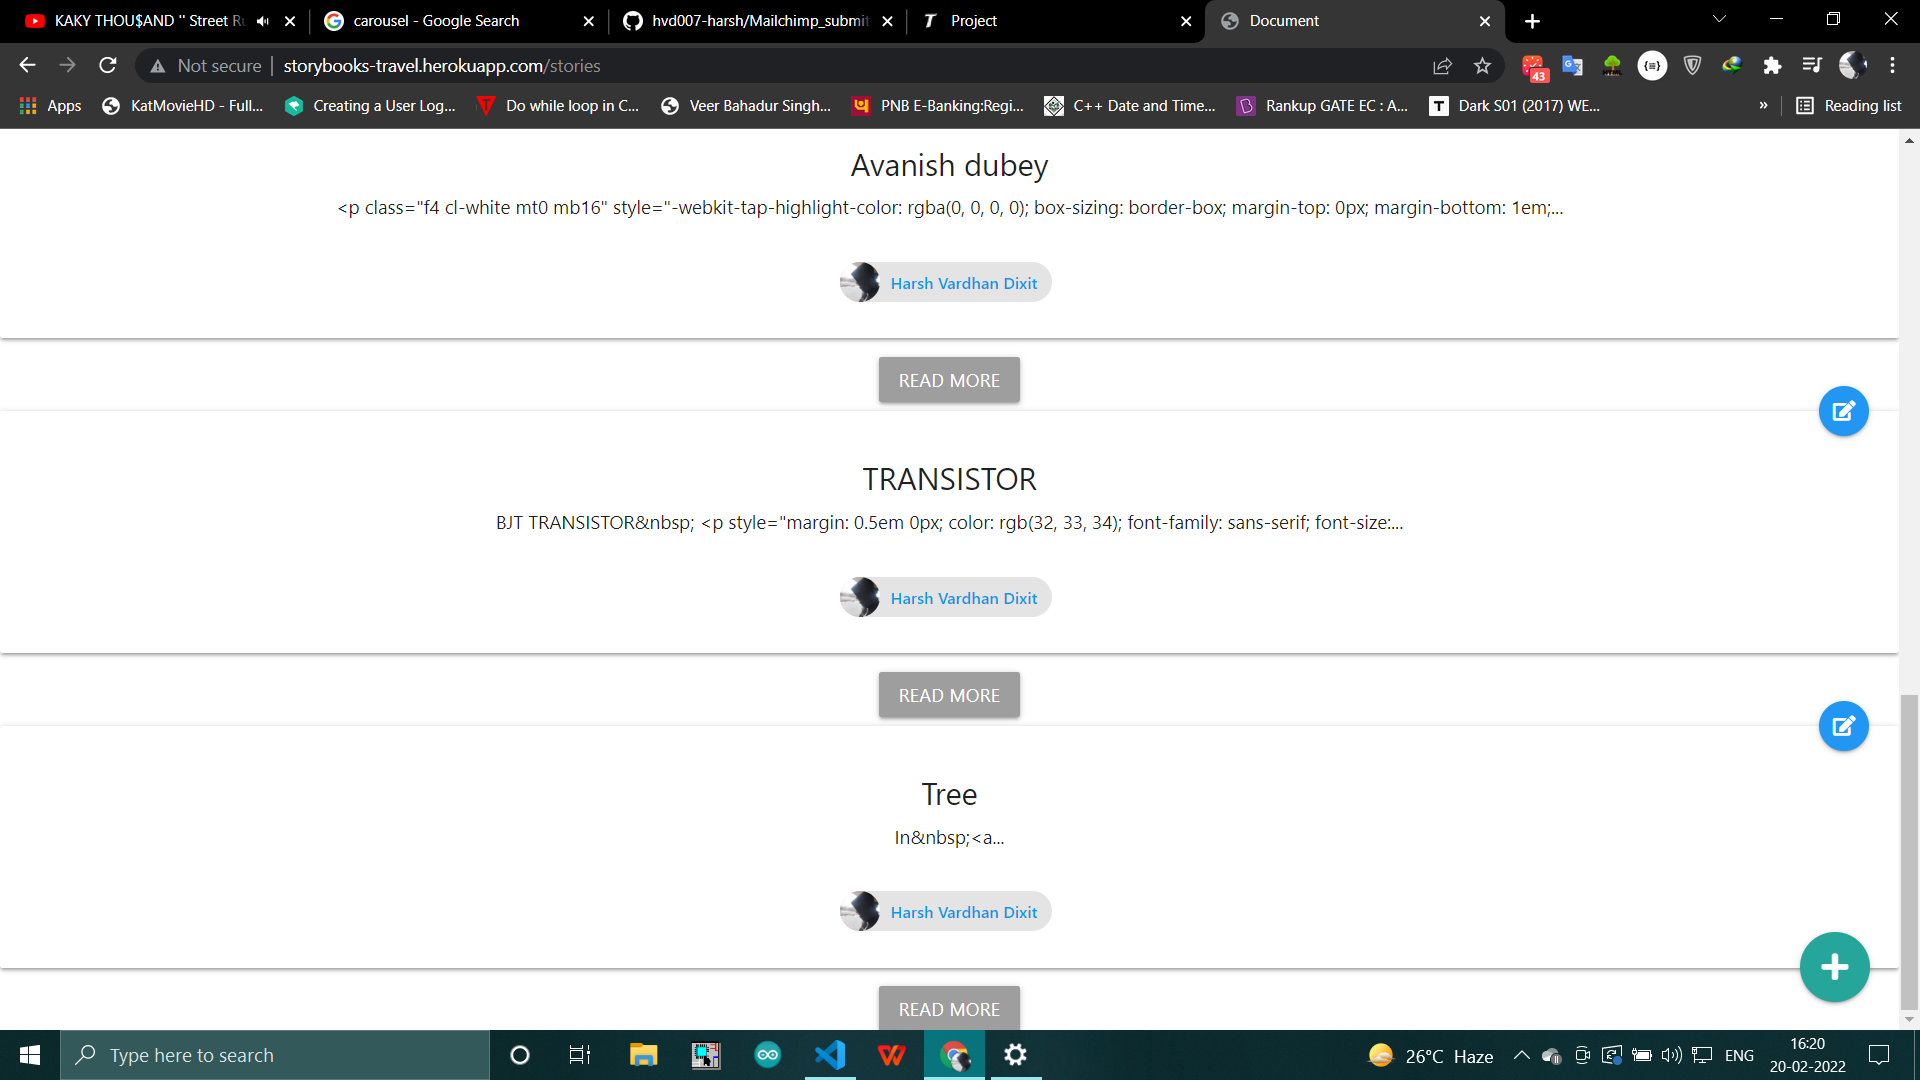 KAKY THOU$AND " Street Ru
carousel - Google Search
hvd007-harsh/Mailchimp_submit
Project
Document
Not secure
storybooks-travel.herokuapp.com/stories
43
Apps
KatMovieHD - Full...
Creating a User Log...
Do while loop in C...
Veer Bahadur Singh...
PNB E-Banking:Regi...
C++ Date and Time...
Rankup GATE EC : A...
Dark S01 (2017) WE...
»
Reading list
Avanish dubey
<p class="f4 cl-white mt0 mb16" style="-webkit-tap-highlight-color: rgba(0, 0, 0, 0); box-sizing: border-box; margin-top: 0px; margin-bottom: 1em;...
Harsh Vardhan Dixit
READ MORE
TRANSISTOR
BJT TRANSISTOR&nbsp; <p style="margin: 0.5em 0px; color: rgb(32, 33, 34); font-family: sans-serif; font-size:...
Harsh Vardhan Dixit
READ MORE
Tree
In&nbsp;<a...
Harsh Vardhan Dixit
READ MORE
Type here to search
26°C Haze
ENG
16:20
20-02-2022